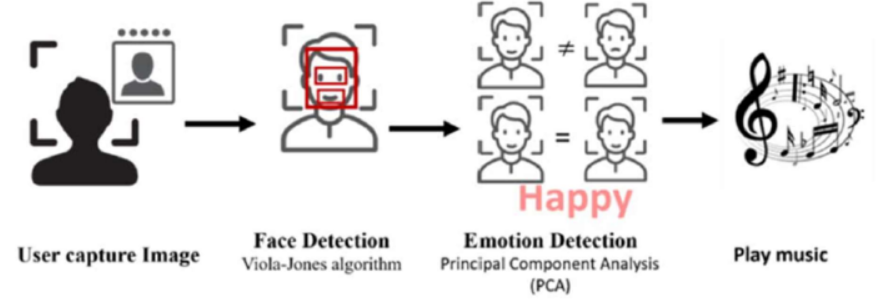 Happy
User capture Image
Face Detection
Viola-Jones algorithm
Emotion Detection
Principal Component Analysis
(PCA)
Play music